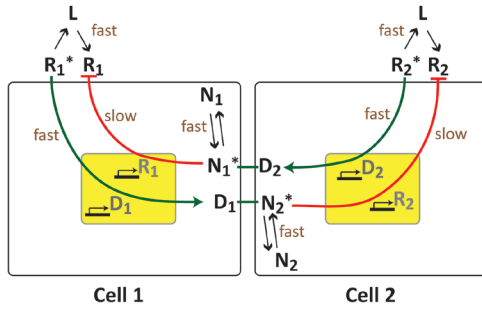 L L
fast fast
R₁* R₁ R₂* R₂
N₁
fast slow fast fast slow
R₁ N₁* D₂ D₂
D₁ D₁ N₂* R₂
fast
N₂
Cell 1 Cell 2